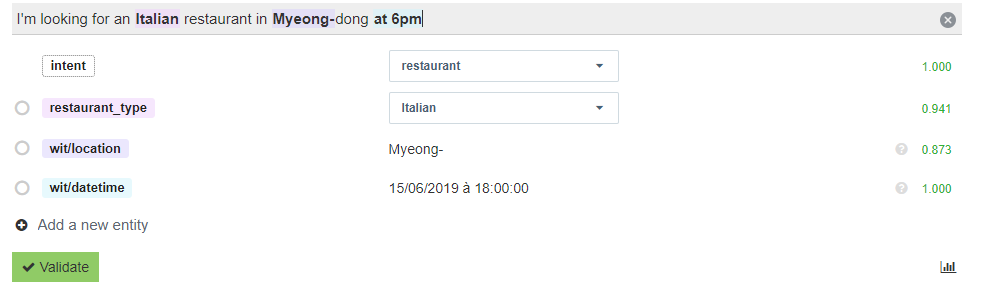 I'm looking for an Italian restaurant in Myeong-dong at 6pm
intent restaurant 1.000
restaurant_type Italian 0.941
wit/location Myeong- ? 0.873
wit/datetime 15/06/2019 à 18:00:00 ? 1.000
Add a new entity
Validate